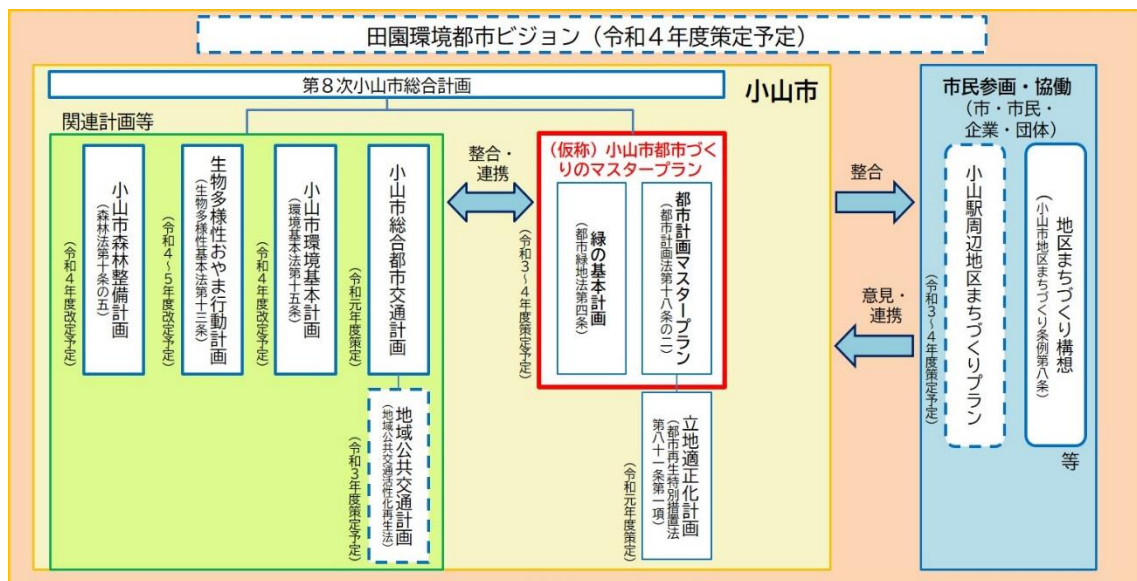 田園環境都市ビジョン（令和４年度策定予定）
第８次小山市総合計画
小山市
関連計画等
小山市森林整備計画
（森林法第十条の五）
（令和４年度改定予定）
生物多様性おやま行動計画
（生物多様性基本法第十三条）
（令和４～５年度改定予定）
小山市環境基本計画
（環境基本法第十五条）
（令和４年度改定予定）
小山市総合都市交通計画
（令和元年度策定）
地域公共交通計画
（地域公共交通活性化再生法）
（令和３年度策定予定）
整合・
連携
（仮称）小山市都市づく
りのマスタープラン
緑の基本計画
（都市緑地法第四条）
都市計画マスタープラン
（都市計画法第十八条の二）
（令和３～４年度策定予定）
立地適正化計画
（都市再生特別措置法
第八十一条第一項）
（令和元年度策定）
整合
意見・
連携
市民参画・協働
（市・市民・
企業・団体）
小山駅周辺地区まちづくりプラン
（令和３～４年度策定予定）
地区まちづくり構想
（小山市地区まちづくり条例第八条）
等